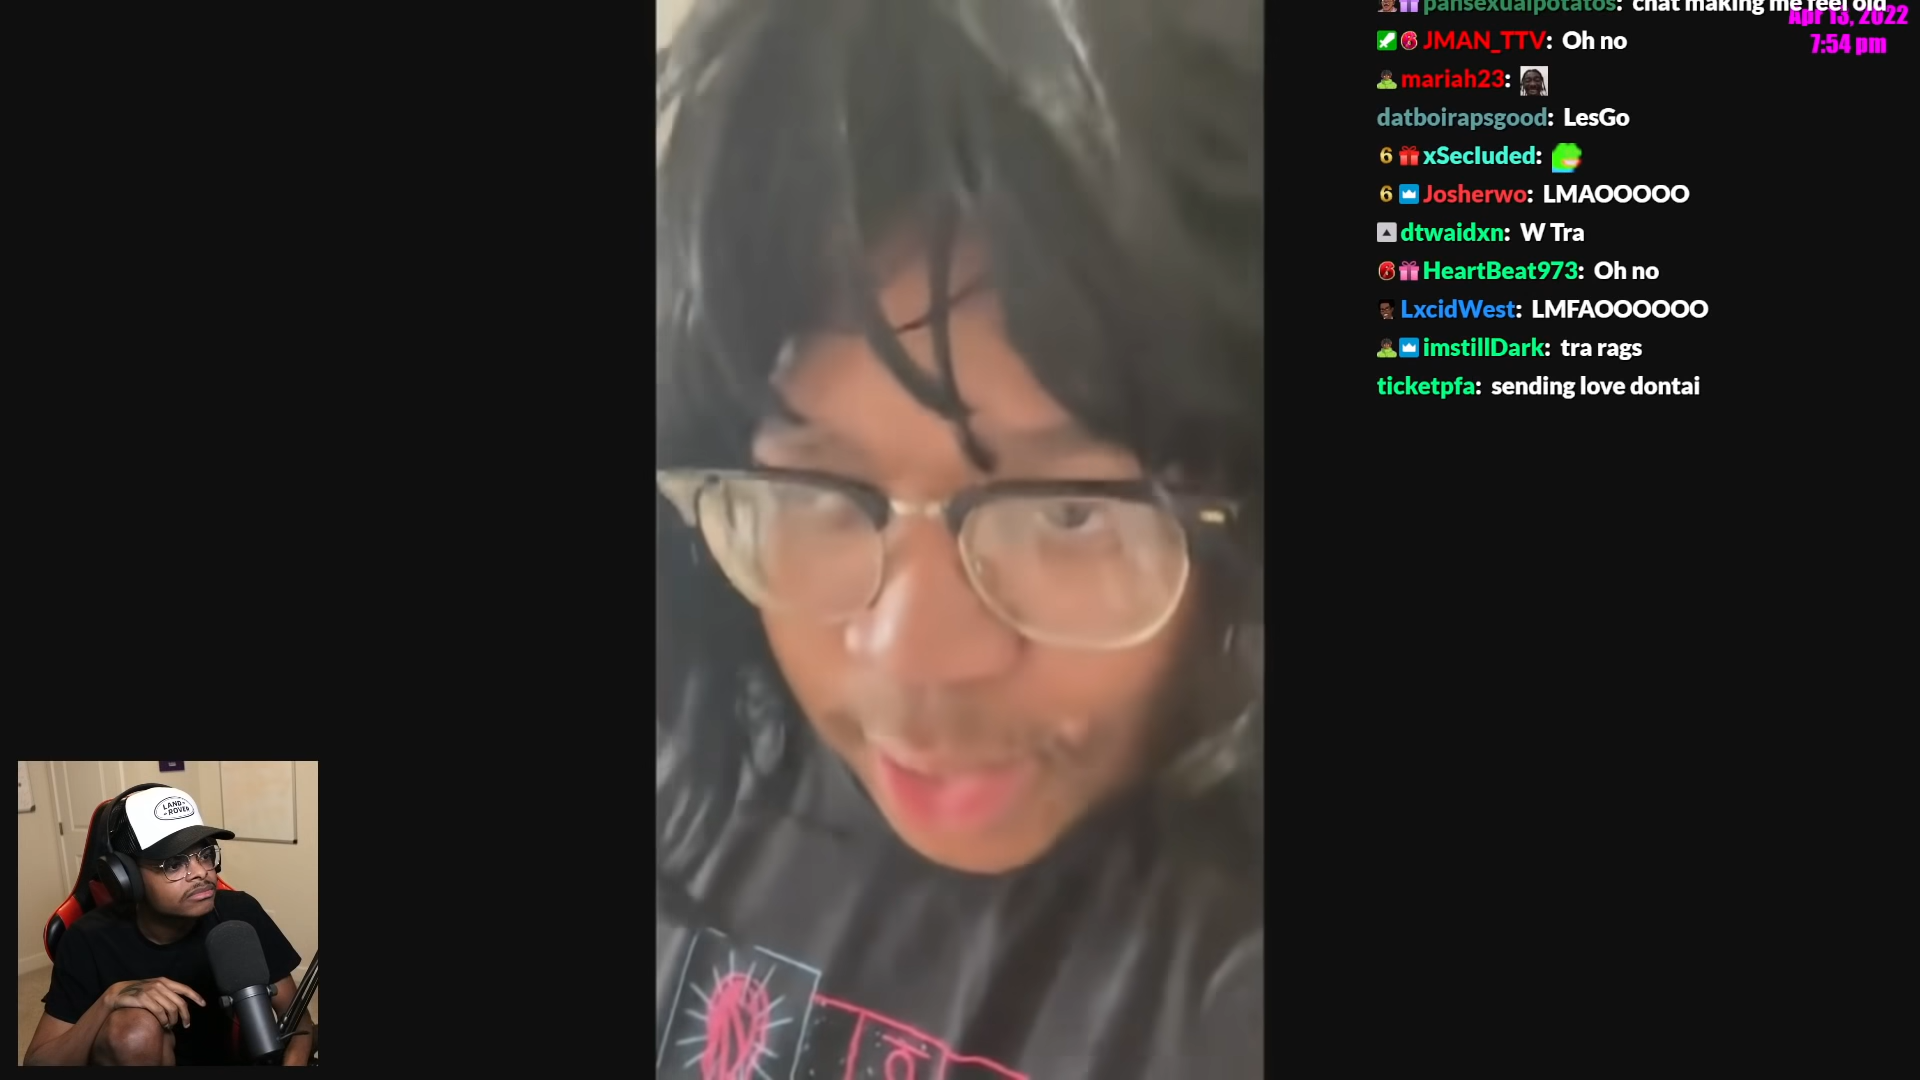 pansexualpotatos: chat making me feel old
Apr 13, 2022
7:54 pm
JMAN_TTV: Oh no
mariah23:
datboirapsgood: LesGo
6 xSecluded:
6 Josherwo: LMAOOOOO
dtwaidxn: W Tra
6 HeartBeat973: Oh no
LxcidWest: LMFAOOOOOO
imstillDark: tra rags
ticketpfa: sending love dontai
LAND-
-ROVER